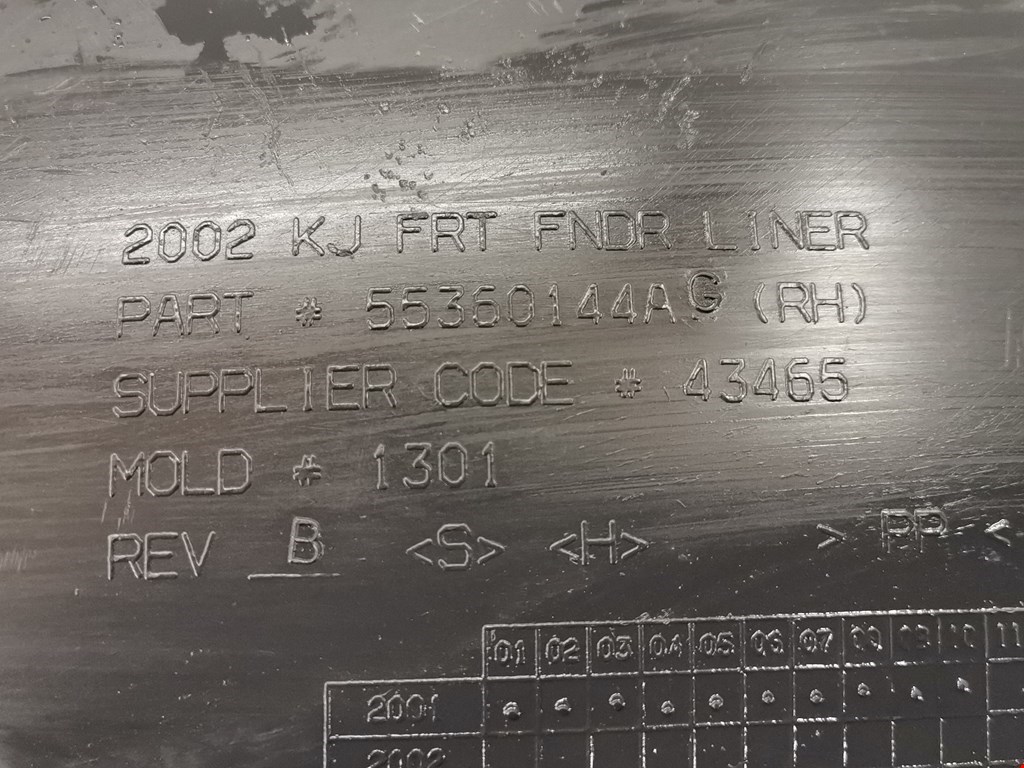 2002 KJ FRT FNDR LINER
PART # 55360144AG (RH)
SUPPLIER CODE # 43465
MOLD # 1301
REV B <S> <H> > PP <
01 02 03 04 05 06 07 08 09 10 11
2001
2002